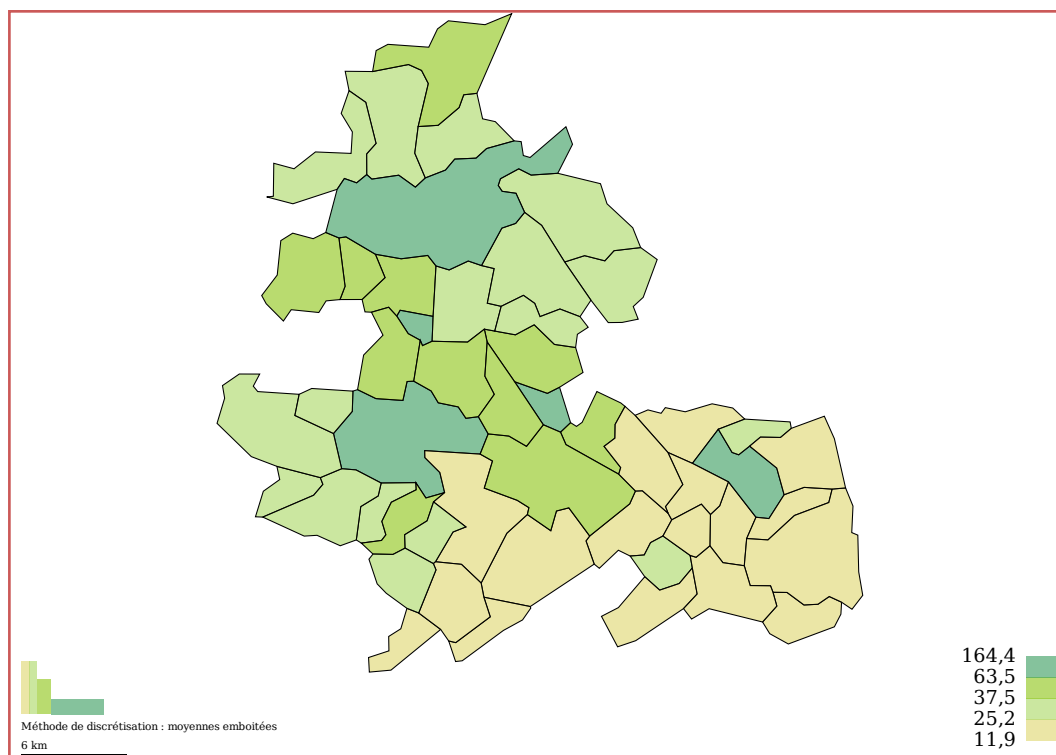 164,4
63,5
37,5
25,2
11,9
Méthode de discrétisation : moyennes emboitées
6 km